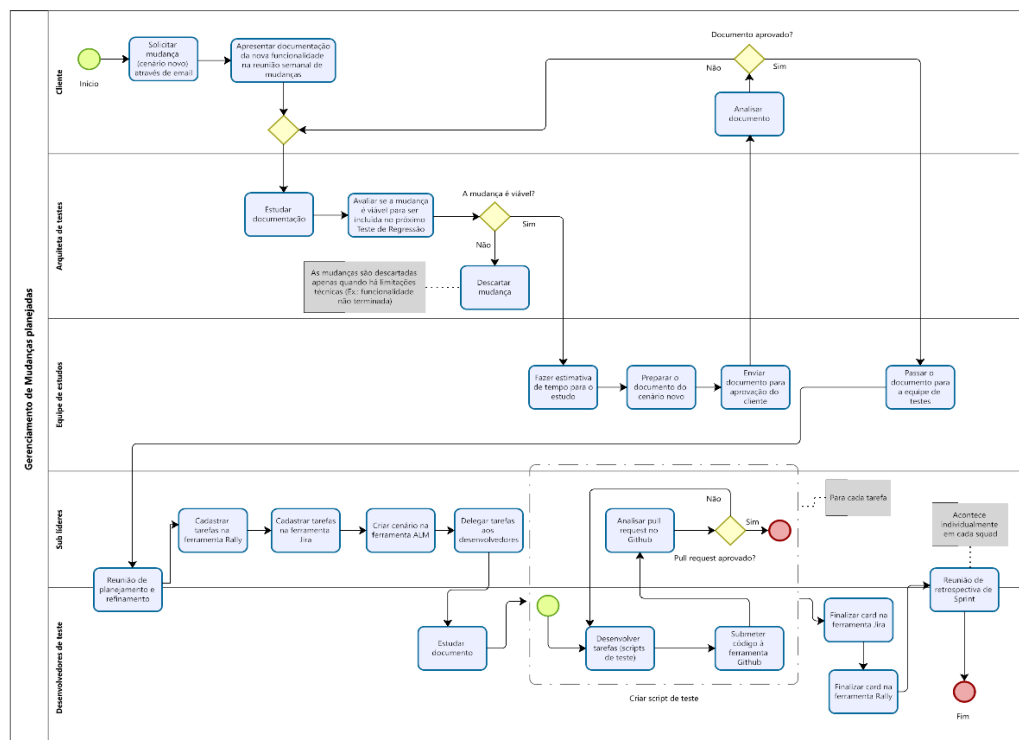 Gerenciamento de Mudanças planejadas
Cliente
Início
Solicitar
mudança
(cenário novo)
através de email
Apresentar documentação
da nova funcionalidade
na reunião semanal de
mudanças
Documento aprovado?
Não
Sim
Analisar
documento
Arquiteta de testes
Estudar
documentação
Avaliar se a mudança
é viável para ser
incluída no próximo
Teste de Regressão
A mudança é viável?
Sim
Não
As mudanças são descartadas
apenas quando há limitações
técnicas (Ex.: funcionalidade
não terminada)
Descartar
mudança
Equipe de estudos
Fazer estimativa
de tempo para o
estudo
Preparar o
documento do
cenário novo
Enviar
documento para
aprovação do
cliente
Passar o
documento para
a equipe de
testes
Sub líderes
Cadastrar
tarefas na
ferramenta Rally
Cadastrar tarefas
na ferramenta
Jira
Criar cenário na
ferramenta ALM
Delegar tarefas
aos
desenvolvedores
Analisar pull
request no
Github
Não
Sim
Pull request aprovado?
Para cada tarefa
Acontece
individualmente
em cada squad
Reunião de
planejamento e
refinamento
Reunião de
retrospectiva de
Sprint
Desenvolvedores de teste
Estudar
documento
Desenvolver
tarefas (scripts
de teste)
Submeter
código à
ferramenta
Github
Criar script de teste
Finalizar card na
ferramenta Jira
Finalizar card na
ferramenta Rally
Fim